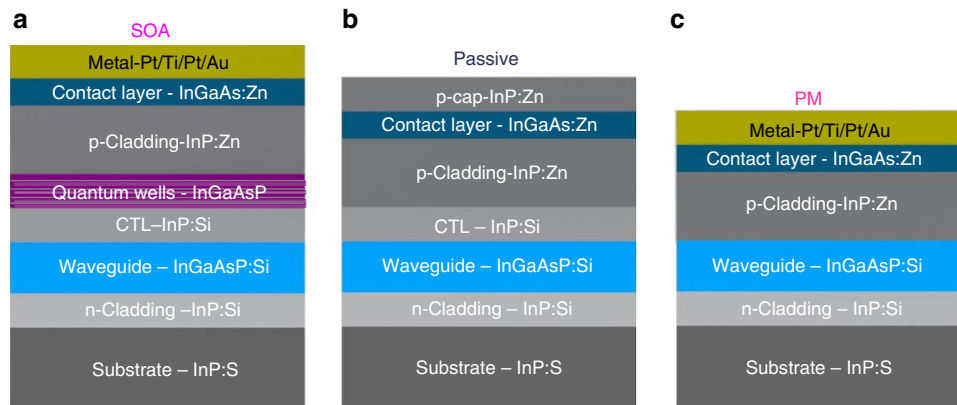 a
SOA
Metal-Pt/Ti/Pt/Au
Contact layer - InGaAs:Zn
p-Cladding-InP:Zn
Quantum wells - InGaAsP
CTL–InP:Si
Waveguide – InGaAsP:Si
n-Cladding –InP:Si
Substrate – InP:S
b
Passive
p-cap-InP:Zn
Contact layer - InGaAs:Zn
p-Cladding-InP:Zn
CTL – InP:Si
Waveguide – InGaAsP:Si
n-Cladding – InP:Si
Substrate – InP:S
c
PM
Metal-Pt/Ti/Pt/Au
Contact layer - InGaAs:Zn
p-Cladding-InP:Zn
Waveguide – InGaAsP:Si
n-Cladding – InP:Si
Substrate – InP:S